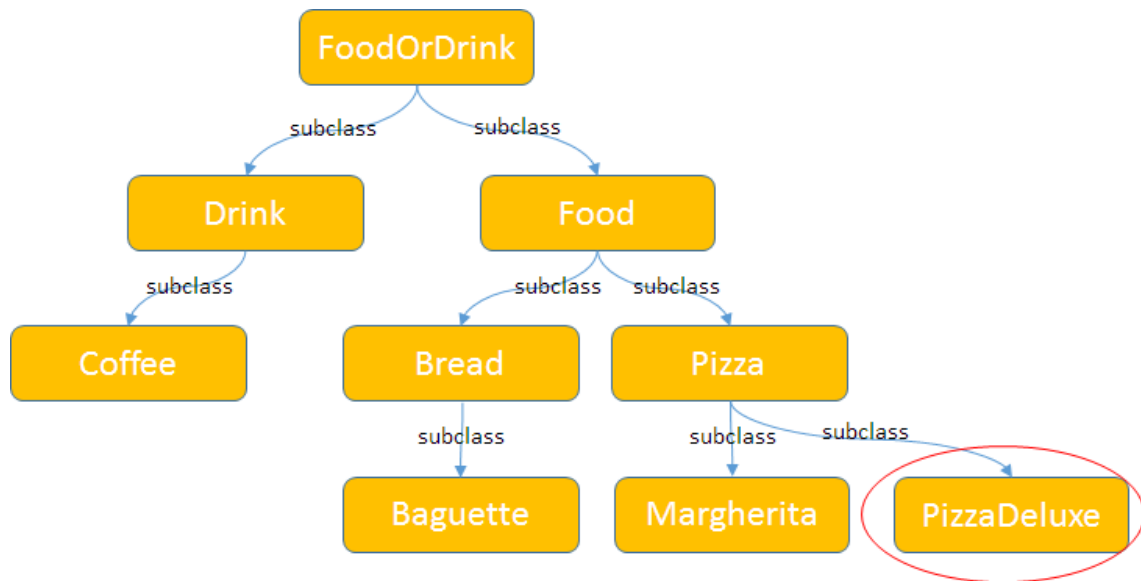 FoodOrDrink
subclass
subclass
Drink
Food
subclass
subclass
subclass
Coffee
Bread
Pizza
subclass
subclass
subclass
Baguette
Margherita
PizzaDeluxe